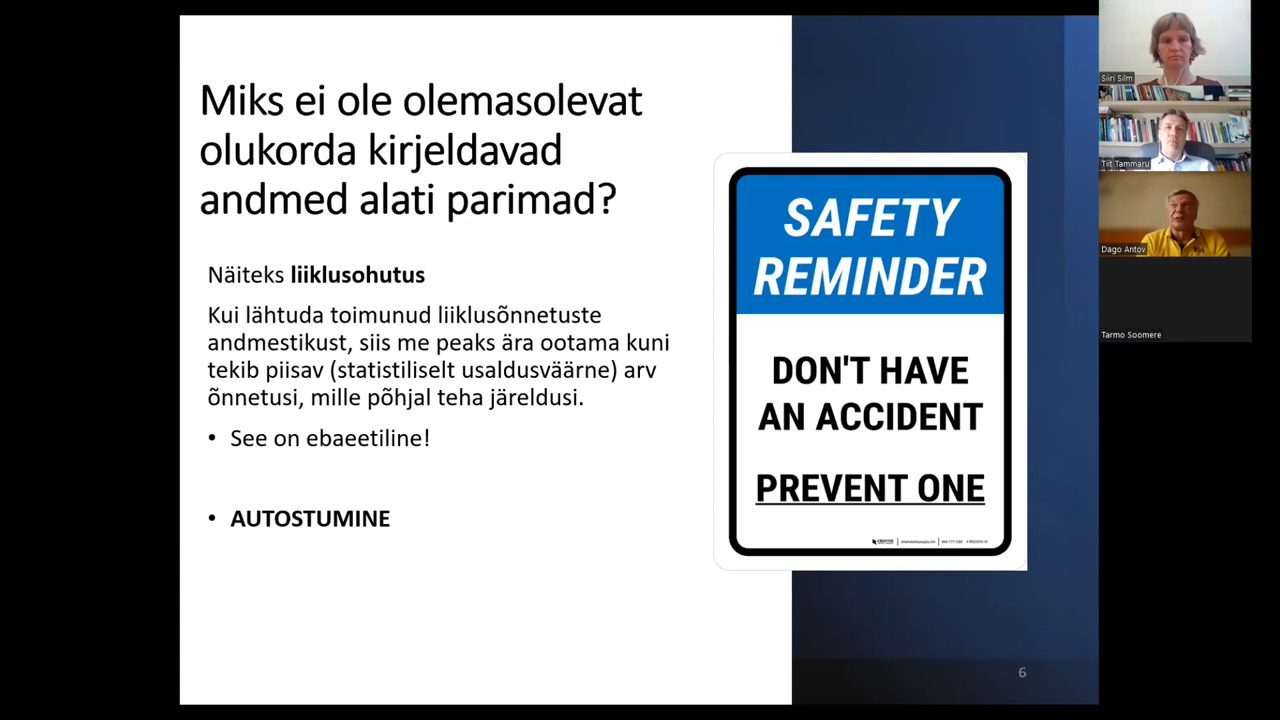 Miks ei ole olemasolevat
olukorda kirjeldavad
andmed alati parimad?
Näiteks liiklusohutus
Kui lähtuda toimunud liiklusõnnetuste
andmestikust, siis me peaks ära ootama kuni
tekib piisav (statistiliselt usaldusväärne) arv
õnnetusi, mille põhjal teha järeldusi.
• See on ebaeetiline!
• AUTOSTUMINE
SAFETY
REMINDER
DON'T HAVE
AN ACCIDENT
PREVENT ONE
6
Siiri Silm
Tiit Tammaru
Dago Antov
Tarmo Soomere